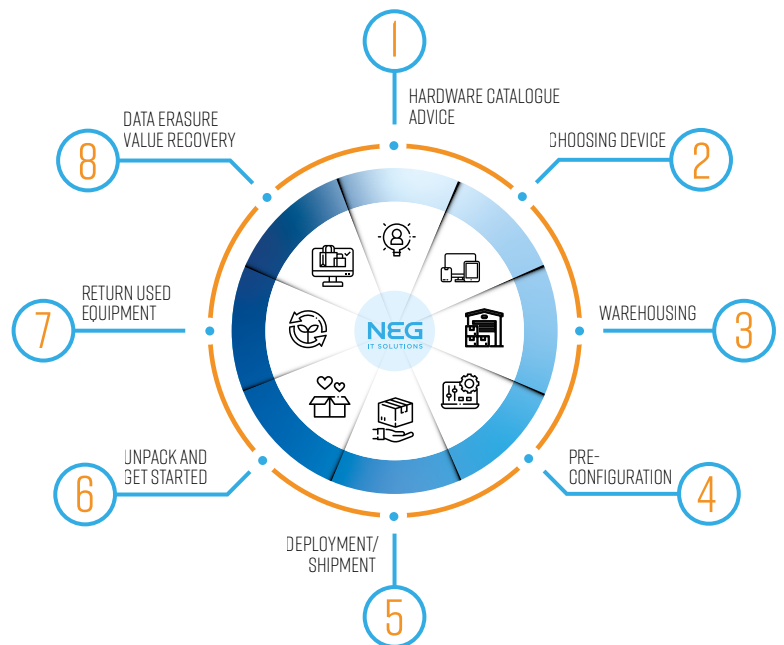 1
HARDWARE CATALOGUE
ADVICE
2
CHOOSING DEVICE
3
WAREHOUSING
4
PRE-
CONFIGURATION
5
DEPLOYMENT/
SHIPMENT
6
UNPACK AND
GET STARTED
7
RETURN USED
EQUIPMENT
8
DATA ERASURE
VALUE RECOVERY
NEG
IT SOLUTIONS